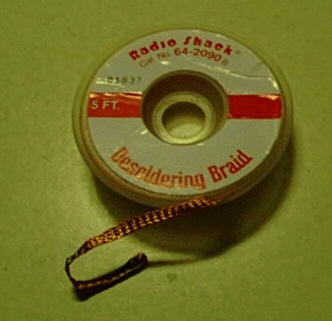 Radio Shack®
Cat. No. 64-2090 B
5 FT.
Desoldering Braid